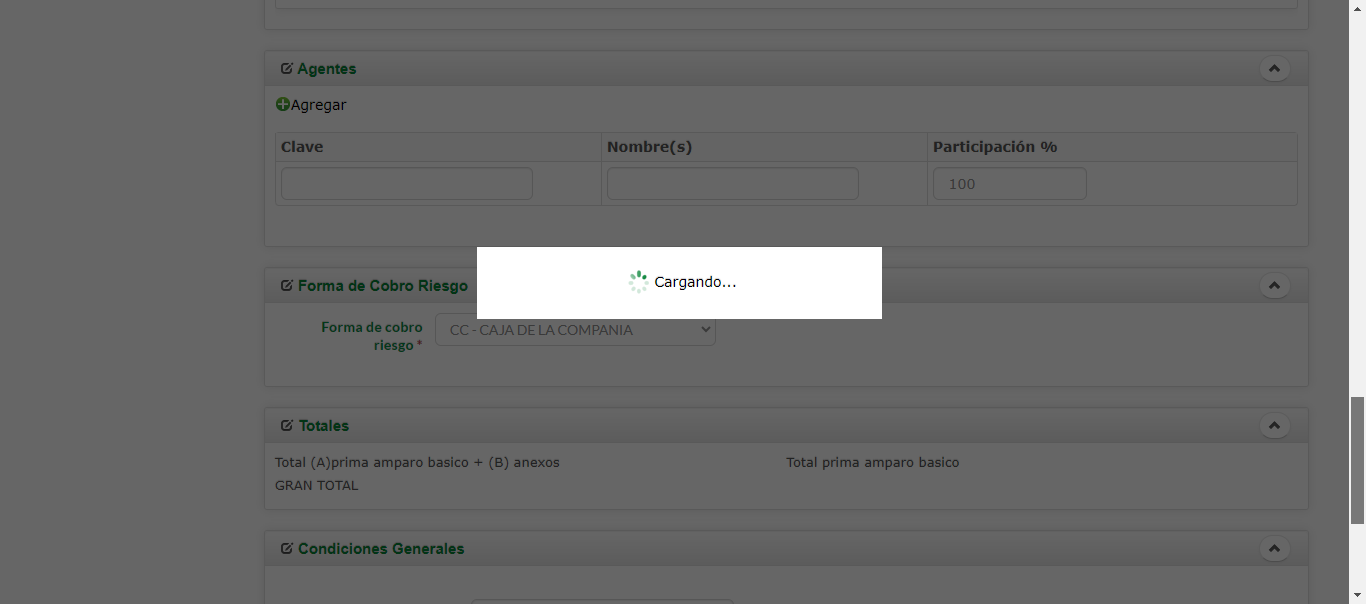 Agentes
Agregar
Clave Nombre(s) Participación %
100
Cargando...
Forma de Cobro Riesgo
Forma de cobro CC - CAJA DE LA COMPANIA
riesgo *
Totales
Total (A)prima amparo basico + (B) anexos Total prima amparo basico
GRAN TOTAL
Condiciones Generales